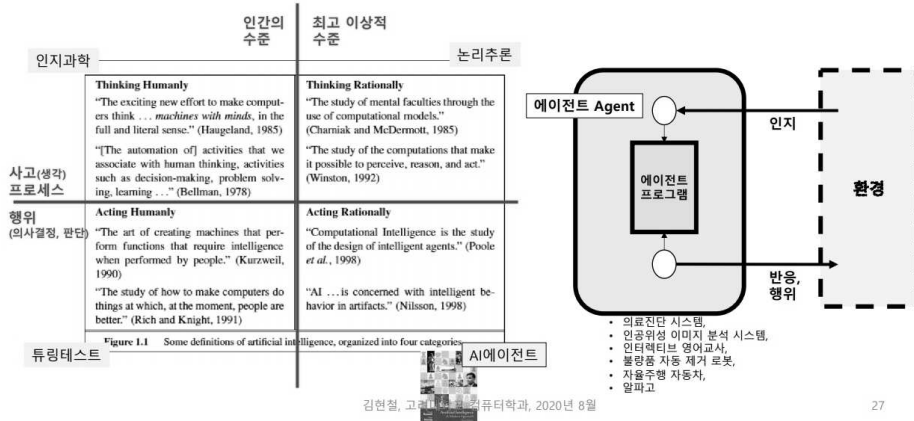 인간의
수준
최고 이상적
수준
인지과학
논리추론
사고(생각)
프로세스
행위
(의사결정, 판단)
Thinking Humanly
“The exciting new effort to make comput-
ers think . . . machines with minds, in the
full and literal sense.” (Haugeland, 1985)
“[The automation of] activities that we
associate with human thinking, activities
such as decision-making, problem solv-
ing, learning . . .” (Bellman, 1978)
Thinking Rationally
“The study of mental faculties through the
use of computational models.”
(Charniak and McDermott, 1985)
“The study of the computations that make
it possible to perceive, reason, and act.”
(Winston, 1992)
Acting Humanly
“The art of creating machines that per-
form functions that require intelligence
when performed by people.” (Kurzweil,
1990)
“The study of how to make computers do
things at which, at the moment, people are
better.” (Rich and Knight, 1991)
Acting Rationally
“Computational Intelligence is the study
of the design of intelligent agents.” (Poole
et al., 1998)
“AI . . . is concerned with intelligent be-
havior in artifacts.” (Nilsson, 1998)
Figure 1.1 Some definitions of artificial intelligence, organized into four categories
튜링테스트
AI에이전트
에이전트 Agent
에이전트
프로그램
인지
환경
반응,
행위
• 의료진단 시스템,
• 인공위성 이미지 분석 시스템,
• 인터렉티브 영어교사,
• 불량품 자동 제거 로봇,
• 자율주행 자동차,
• 알파고
김현철, 컴퓨터학과, 2020년 8월
27